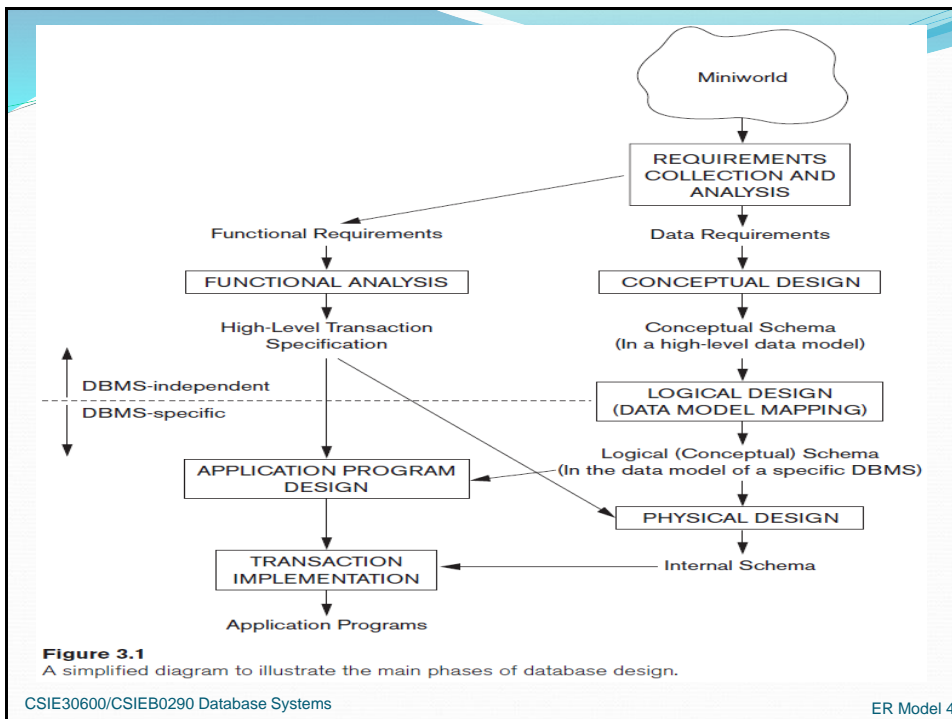 Miniworld
REQUIREMENTS
COLLECTION AND
ANALYSIS
Functional Requirements
Data Requirements
FUNCTIONAL ANALYSIS
CONCEPTUAL DESIGN
High-Level Transaction
Specification
Conceptual Schema
(In a high-level data model)
DBMS-independent
DBMS-specific
LOGICAL DESIGN
(DATA MODEL MAPPING)
Logical (Conceptual) Schema
(In the data model of a specific DBMS)
APPLICATION PROGRAM
DESIGN
PHYSICAL DESIGN
TRANSACTION
IMPLEMENTATION
Internal Schema
Application Programs
Figure 3.1
A simplified diagram to illustrate the main phases of database design.
CSIE30600/CSIEB0290 Database Systems
ER Model 4